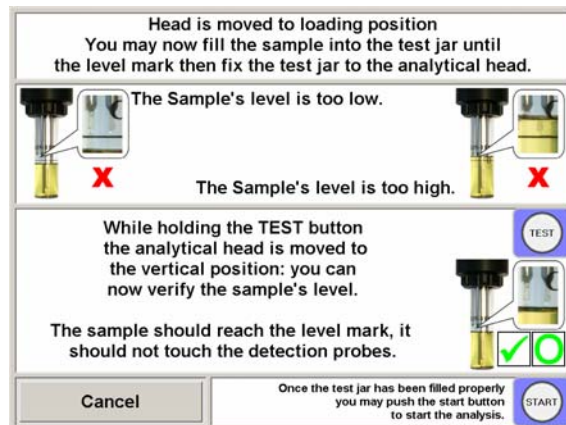 Head is moved to loading position
You may now fill the sample into the test jar until
the level mark then fix the test jar to the analytical head.
The Sample's level is too low.
X
X
The Sample's level is too high.
While holding the TEST button
the analytical head is moved to
the vertical position: you can
now verify the sample's level.
TEST
The sample should reach the level mark, it
should not touch the detection probes.
Cancel
Once the test jar has been filled properly
you may push the start button
to start the analysis.
START